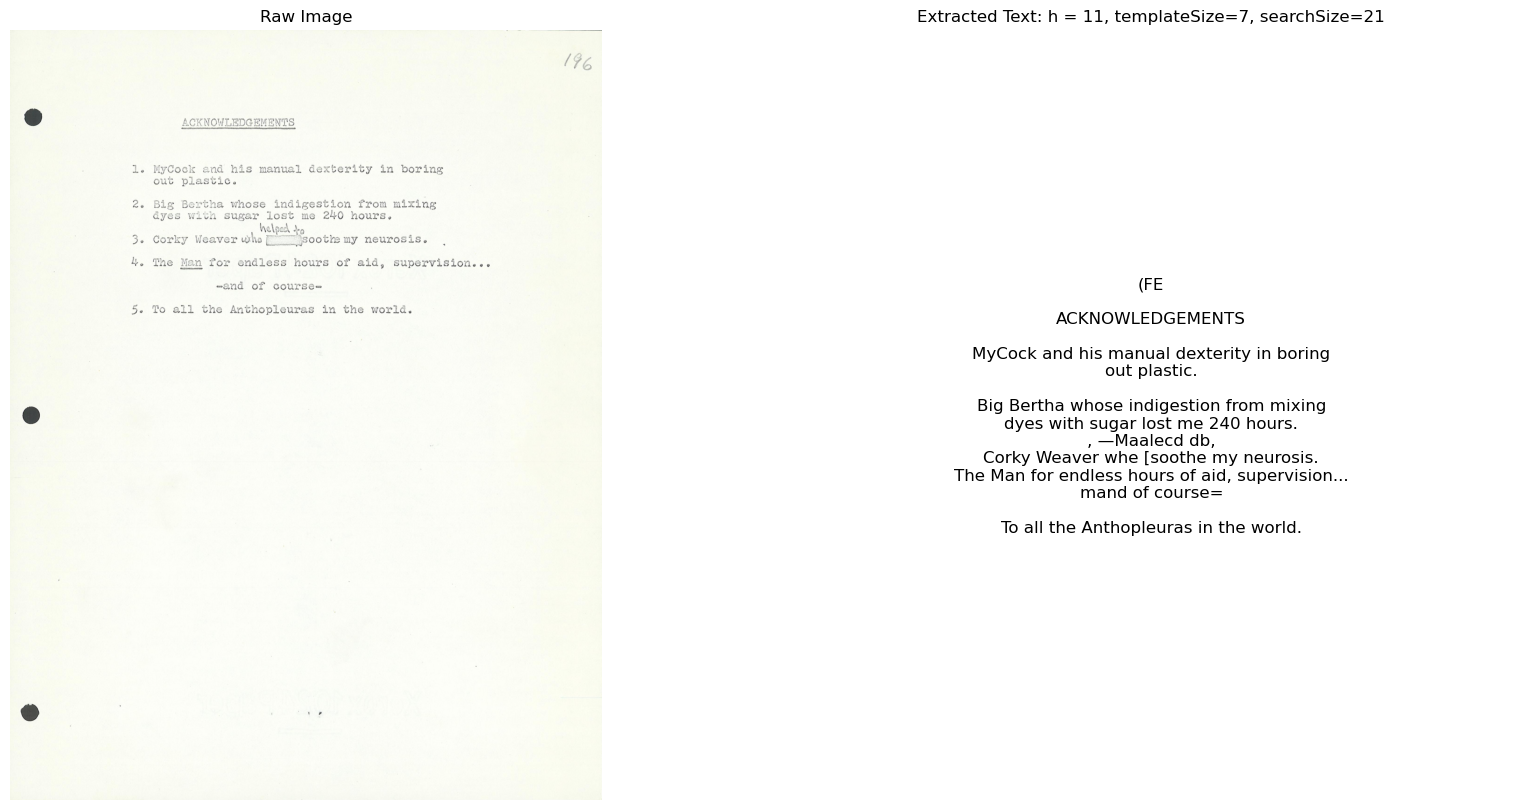 Raw Image
196
ACKNOWLEDGEMENTS
1. MyCock and his manual dexterity in boring
out plastic.
2. Big Bertha whose indigestion from mixing
dyes with sugar lost me 240 hours.
helped to
3. Corky Weaver who soothe my neurosis.
4. The Man for endless hours of aid, supervision...
-and of course-
5. To all the Anthopleuras in the world.
Extracted Text: h = 11, templateSize=7, searchSize=21
(FE
ACKNOWLEDGEMENTS
MyCock and his manual dexterity in boring
out plastic.
Big Bertha whose indigestion from mixing
dyes with sugar lost me 240 hours.
, —Maalecd db,
Corky Weaver whe [soothe my neurosis.
The Man for endless hours of aid, supervision...
mand of course=
To all the Anthopleuras in the world.